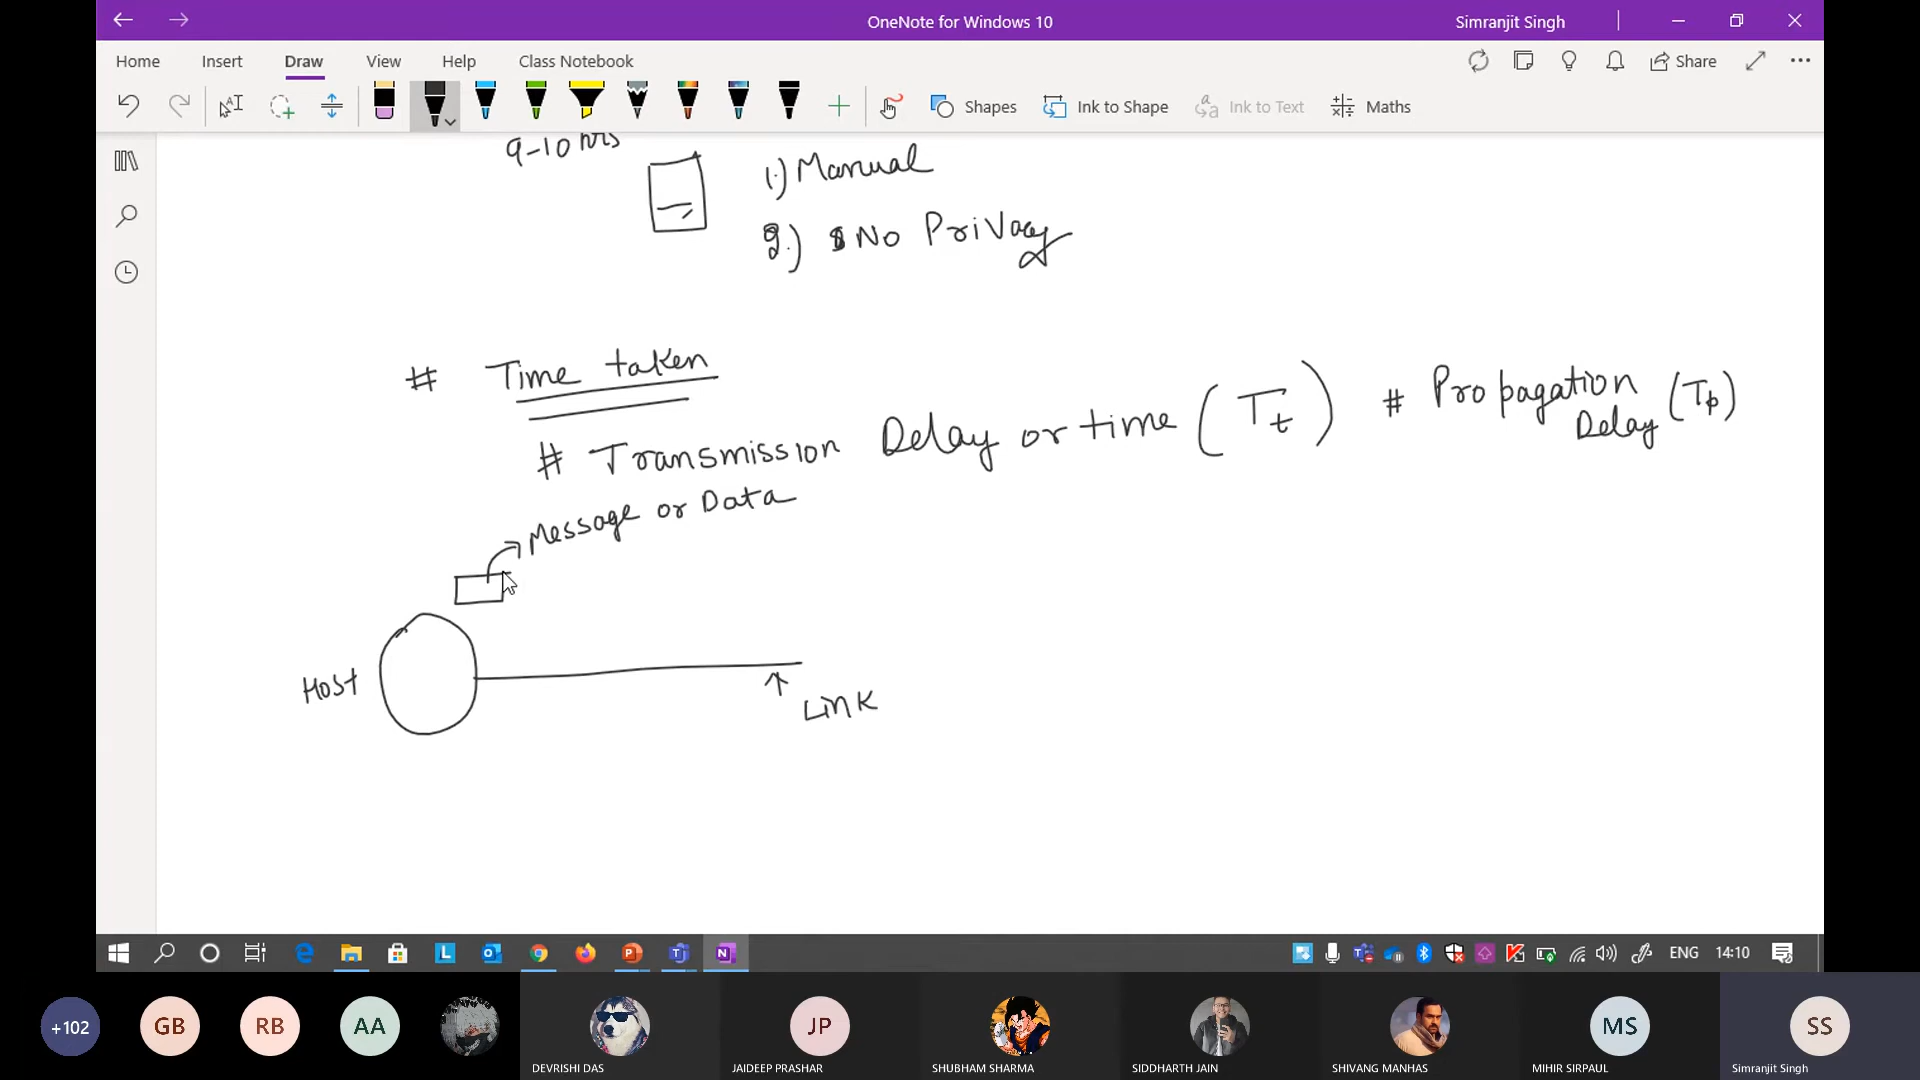 OneNote for Windows 10
Simranjit Singh
Home Insert Draw View Help Class Notebook
Share
Shapes Ink to Shape Ink to Text Maths
9-10 hrs
1.) Manual
2.) No Privacy
# Time taken
# Transmission Delay or time (Tt) # Propagation Delay (Tp)
Message or Data
Host
Link
ENG 14:10
+102 GB RB AA JP MS SS
DEVRISHI DAS JAIDEEP PRASHAR SHUBHAM SHARMA SIDDHARTH JAIN SHIVANG MANHAS MIHIR SIRPAUL Simranjit Singh